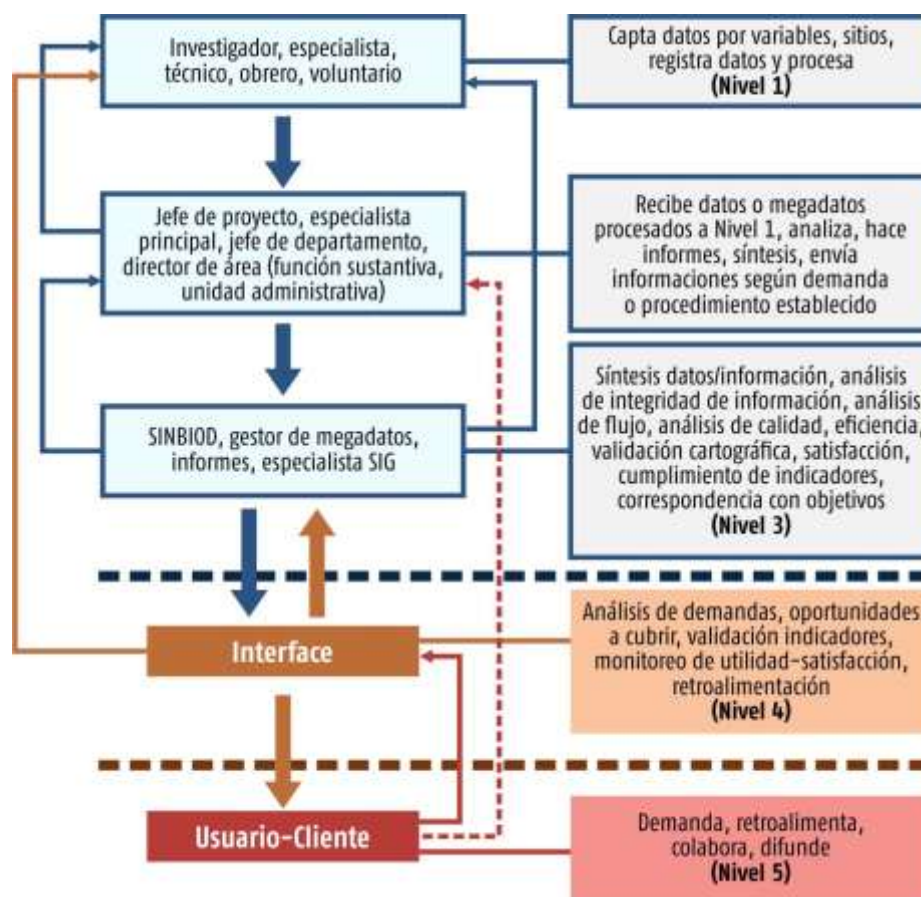 Investigador, especialista,
técnico, obrero, voluntario
Capta datos por variables, sitios,
registra datos y procesa
(Nivel 1)
Jefe de proyecto, especialista
principal, jefe de departamento,
director de área (función sustantiva,
unidad administrativa)
Recibe datos o megadatos
procesados a Nivel 1, analiza, hace
informes, síntesis, envía
informaciones según demanda
o procedimiento establecido
SINBIOD, gestor de megadatos,
informes, especialista SIG
Síntesis datos/información, análisis
de integridad de información, análisis
de flujo, análisis de calidad, eficiencia,
validación cartográfica, satisfacción,
cumplimiento de indicadores,
correspondencia con objetivos
(Nivel 3)
Interface
Análisis de demandas, oportunidades
a cubrir, validación indicadores,
monitoreo de utilidad-satisfacción,
retroalimentación
(Nivel 4)
Usuario-Cliente
Demanda, retroalimenta,
colabora, difunde
(Nivel 5)